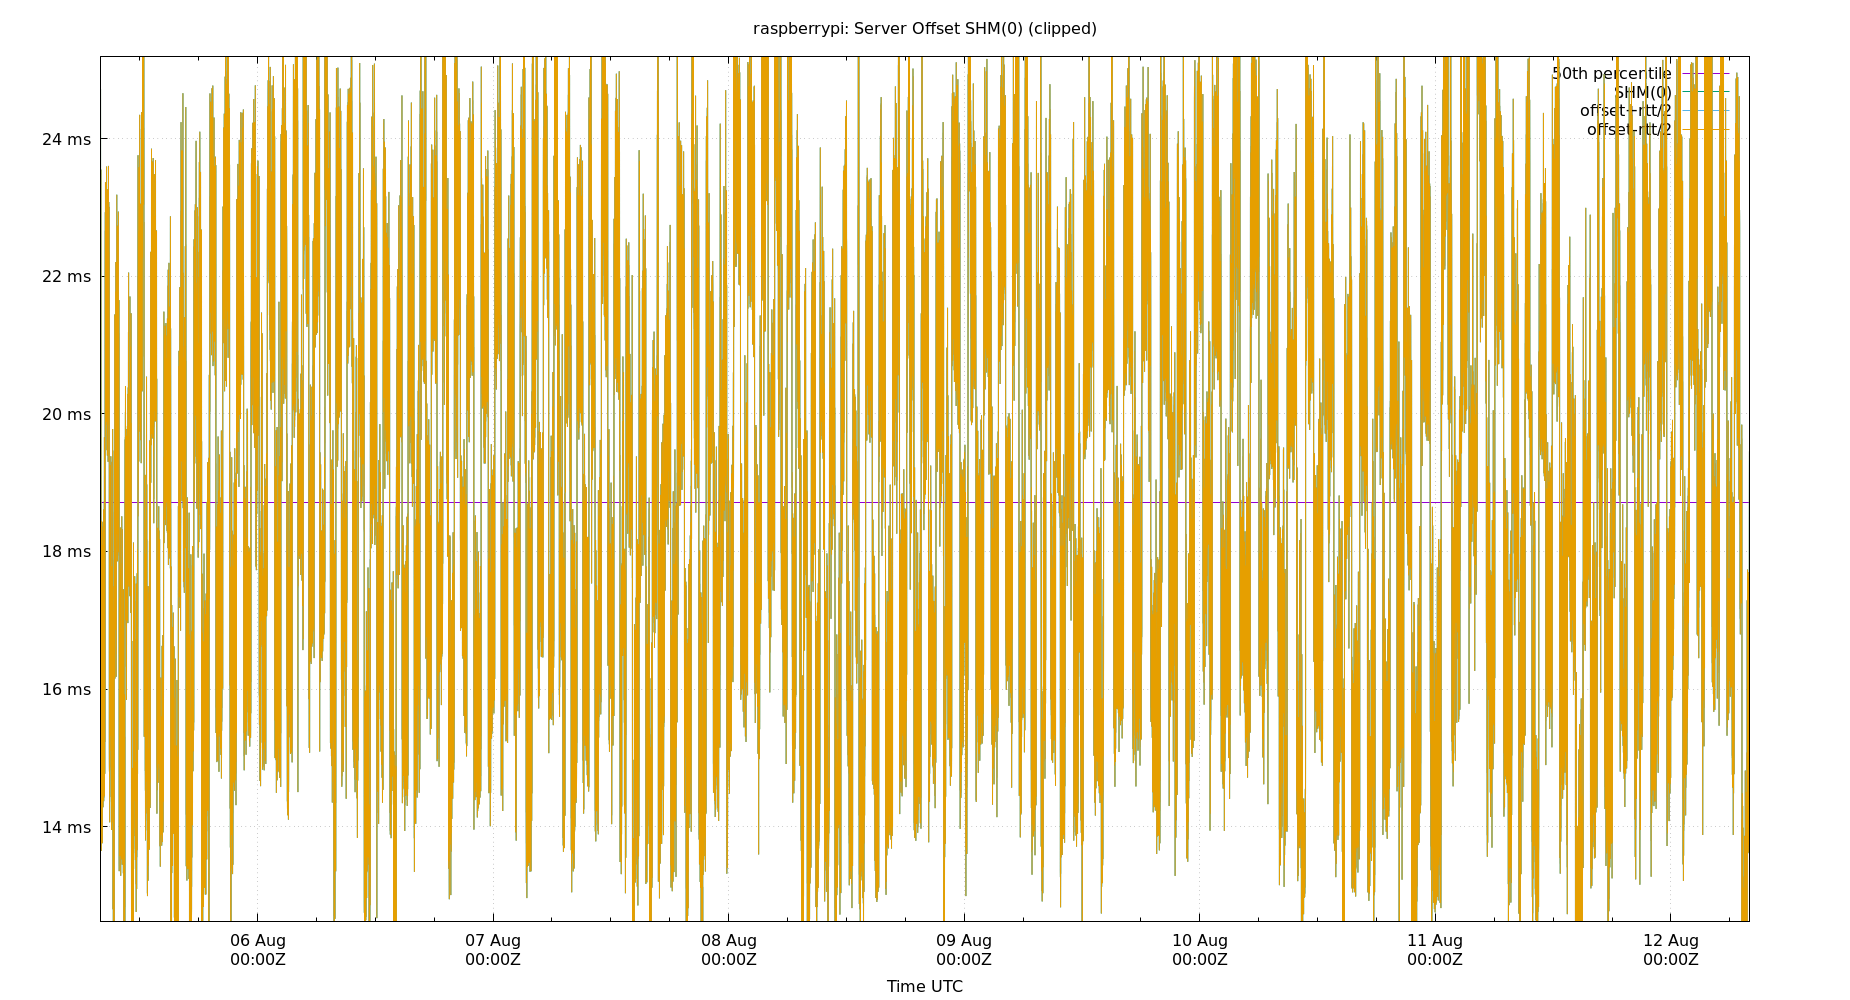 raspberrypi: Server Offset SHM(0) (clipped)
50th percentile
SHM(0)
offset+rtt/2
offset-rtt/2
24 ms
22 ms
20 ms
18 ms
16 ms
14 ms
06 Aug 07 Aug 08 Aug 09 Aug 10 Aug 11 Aug 12 Aug
00:00Z 00:00Z 00:00Z 00:00Z 00:00Z 00:00Z 00:00Z
Time UTC